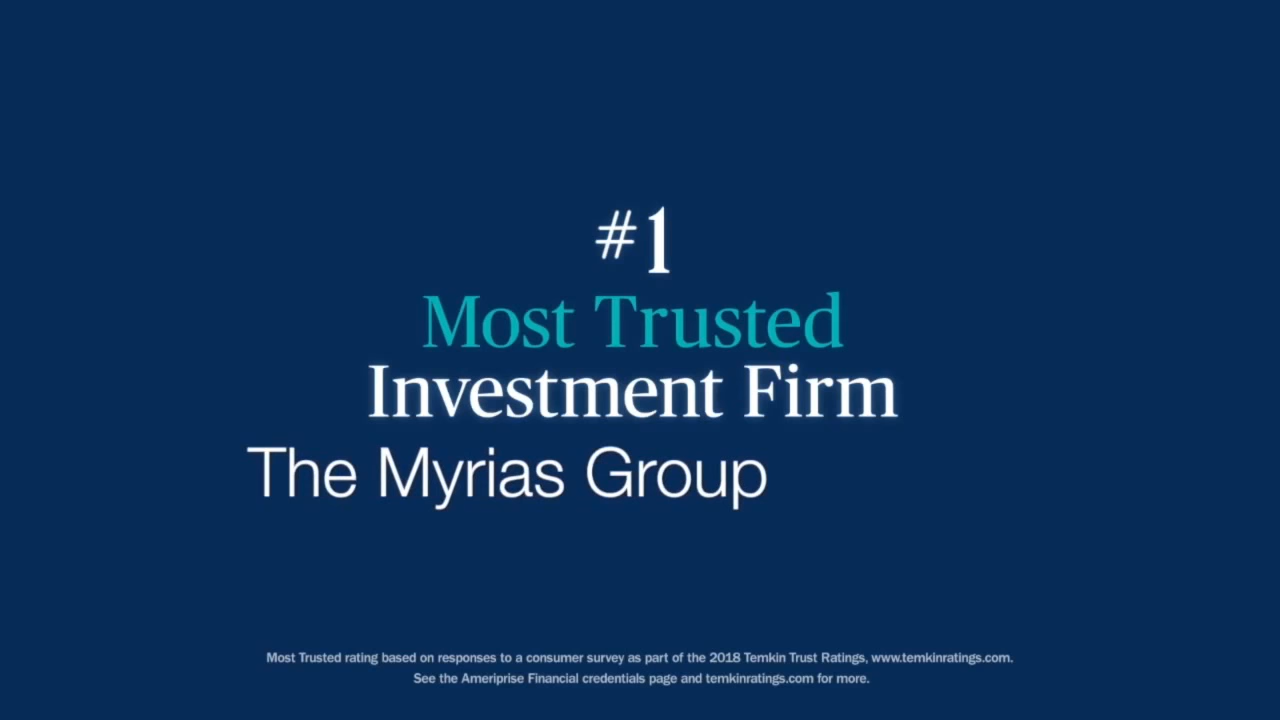 #1
Most Trusted
Investment Firm
The Myrias Group
Most Trusted rating based on responses to a consumer survey as part of the 2018 Temkin Trust Ratings, www.temkinratings.com.
See the Ameriprise Financial credentials page and temkinratings.com for more.